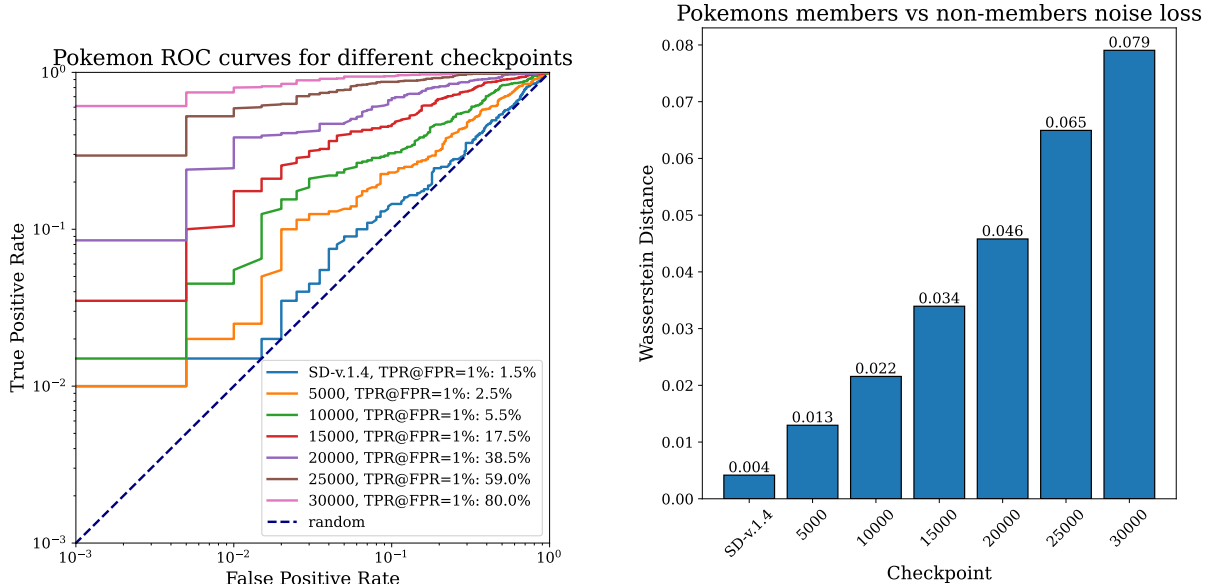 Pokemon ROC curves for different checkpoints
True Positive Rate
10⁰
10⁻¹
10⁻²
10⁻³
SD-v.1.4, TPR@FPR=1%: 1.5%
5000, TPR@FPR=1%: 2.5%
10000, TPR@FPR=1%: 5.5%
15000, TPR@FPR=1%: 17.5%
20000, TPR@FPR=1%: 38.5%
25000, TPR@FPR=1%: 59.0%
30000, TPR@FPR=1%: 80.0%
random
10⁻³ 10⁻² 10⁻¹ 10⁰
False Positive Rate
Pokemons members vs non-members noise loss
Wasserstein Distance
0.08
0.07
0.06
0.05
0.04
0.03
0.02
0.01
0.00
0.004
0.013
0.022
0.034
0.046
0.065
0.079
SD-v.1.4 5000 10000 15000 20000 25000 30000
Checkpoint